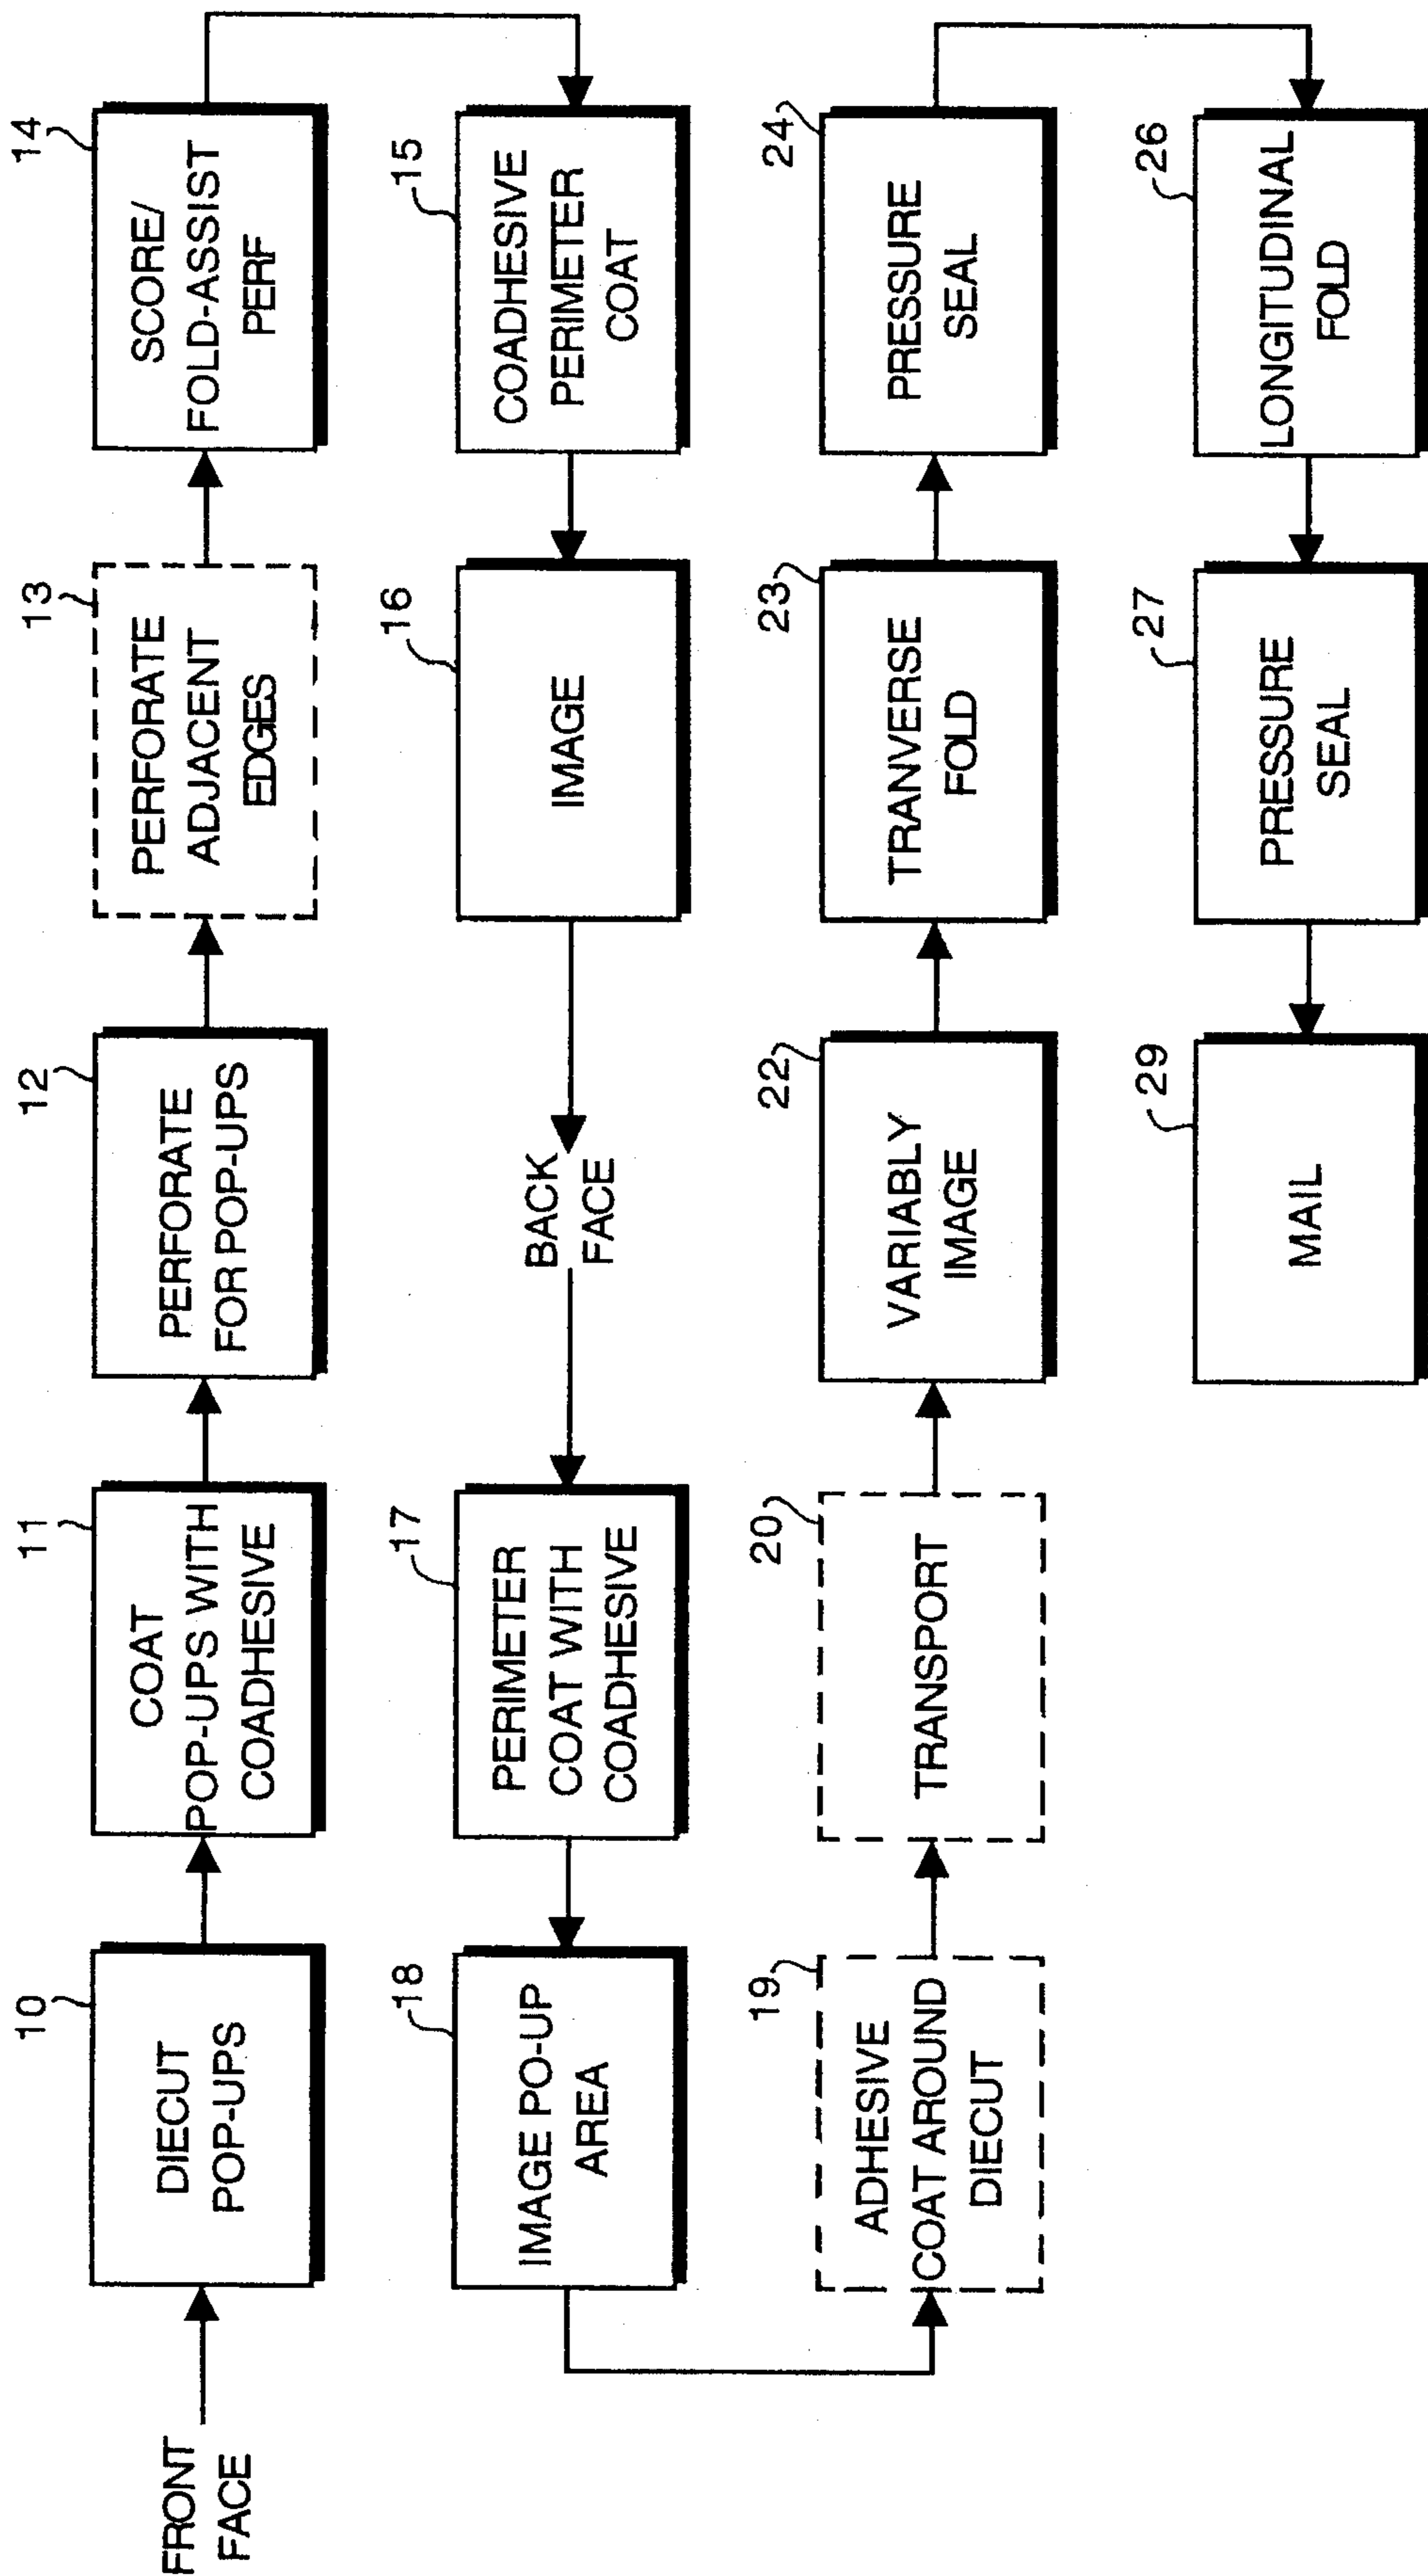 FRONT
FACE
10
DIECUT
POP-UPS
11
COAT
POP-UPS WITH
COADHESIVE
12
PERFORATE
FOR POP-UPS
13
PERFORATE
ADJACENT
EDGES
14
SCORE/
FOLD-ASSIST
PERF
15
COADHESIVE
PERIMETER
COAT
16
IMAGE
BACK
FACE
17
PERIMETER
COAT WITH
COADHESIVE
18
IMAGE PO-UP
AREA
19
ADHESIVE
COAT AROUND
DIECUT
20
TRANSPORT
22
VARIABLY
IMAGE
23
TRANVERSE
FOLD
24
PRESSURE
SEAL
26
LONGITUDINAL
FOLD
27
PRESSURE
SEAL
29
MAIL